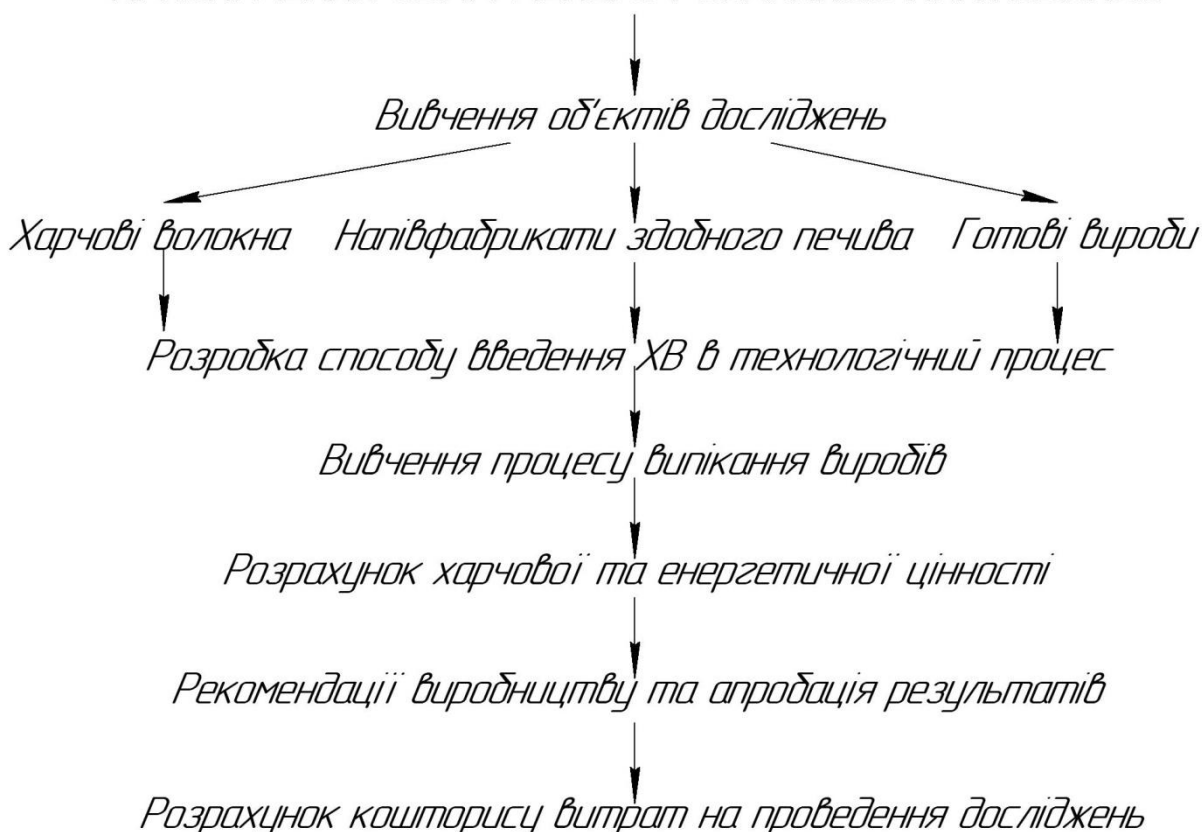 Вивчення об'єктів досліджень
Харчові волокна Напівфабрикати здобного печива Готові вироби
Розробка способу введення ХВ в технологічний процес
Вивчення процесу випікання виробів
Розрахунок харчової та енергетичної цінності
Рекомендації виробництву та апробація результатів
Розрахунок кошторису витрат на проведення досліджень